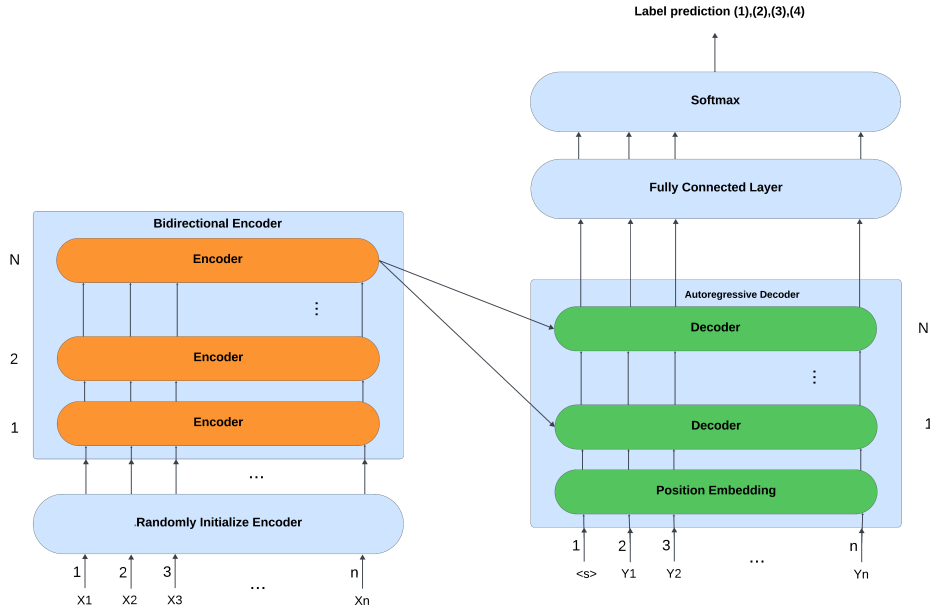 Label prediction (1),(2),(3),(4)
Softmax
Fully Connected Layer
Bidirectional Encoder
N
Encoder
...
2
Encoder
1
Encoder
...
.Randomly Initialize Encoder
1 2 3 ... n
X1 X2 X3 Xn
Autoregressive Decoder
Decoder
N
...
Decoder
1
Position Embedding
1 2 3 ... n
<s> Y1 Y2 Yn